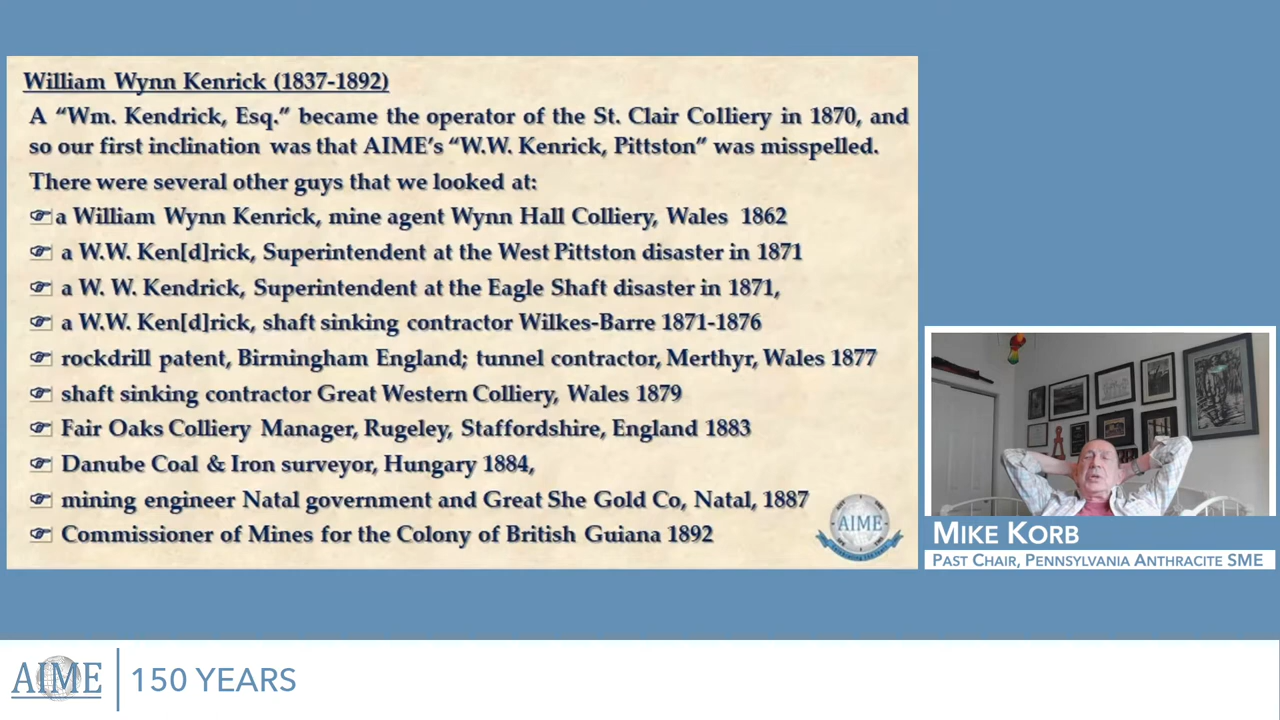 William Wynn Kenrick (1837-1892)
A “Wm. Kendrick, Esq.” became the operator of the St. Clair Colliery in 1870, and
so our first inclination was that AIME’s “W.W. Kenrick, Pittston” was misspelled.
There were several other guys that we looked at:
a William Wynn Kenrick, mine agent Wynn Hall Colliery, Wales 1862
a W.W. Ken[d]rick, Superintendent at the West Pittston disaster in 1871
a W. W. Kendrick, Superintendent at the Eagle Shaft disaster in 1871,
a W.W. Ken[d]rick, shaft sinking contractor Wilkes-Barre 1871-1876
rockdrill patent, Birmingham England; tunnel contractor, Merthyr, Wales 1877
shaft sinking contractor Great Western Colliery, Wales 1879
Fair Oaks Colliery Manager, Rugeley, Staffordshire, England 1883
Danube Coal & Iron surveyor, Hungary 1884,
mining engineer Natal government and Great She Gold Co, Natal, 1887
Commissioner of Mines for the Colony of British Guiana 1892
AIME
MIKE KORB
PAST CHAIR, PENNSYLVANIA ANTHRACITE SME
AIME 150 YEARS